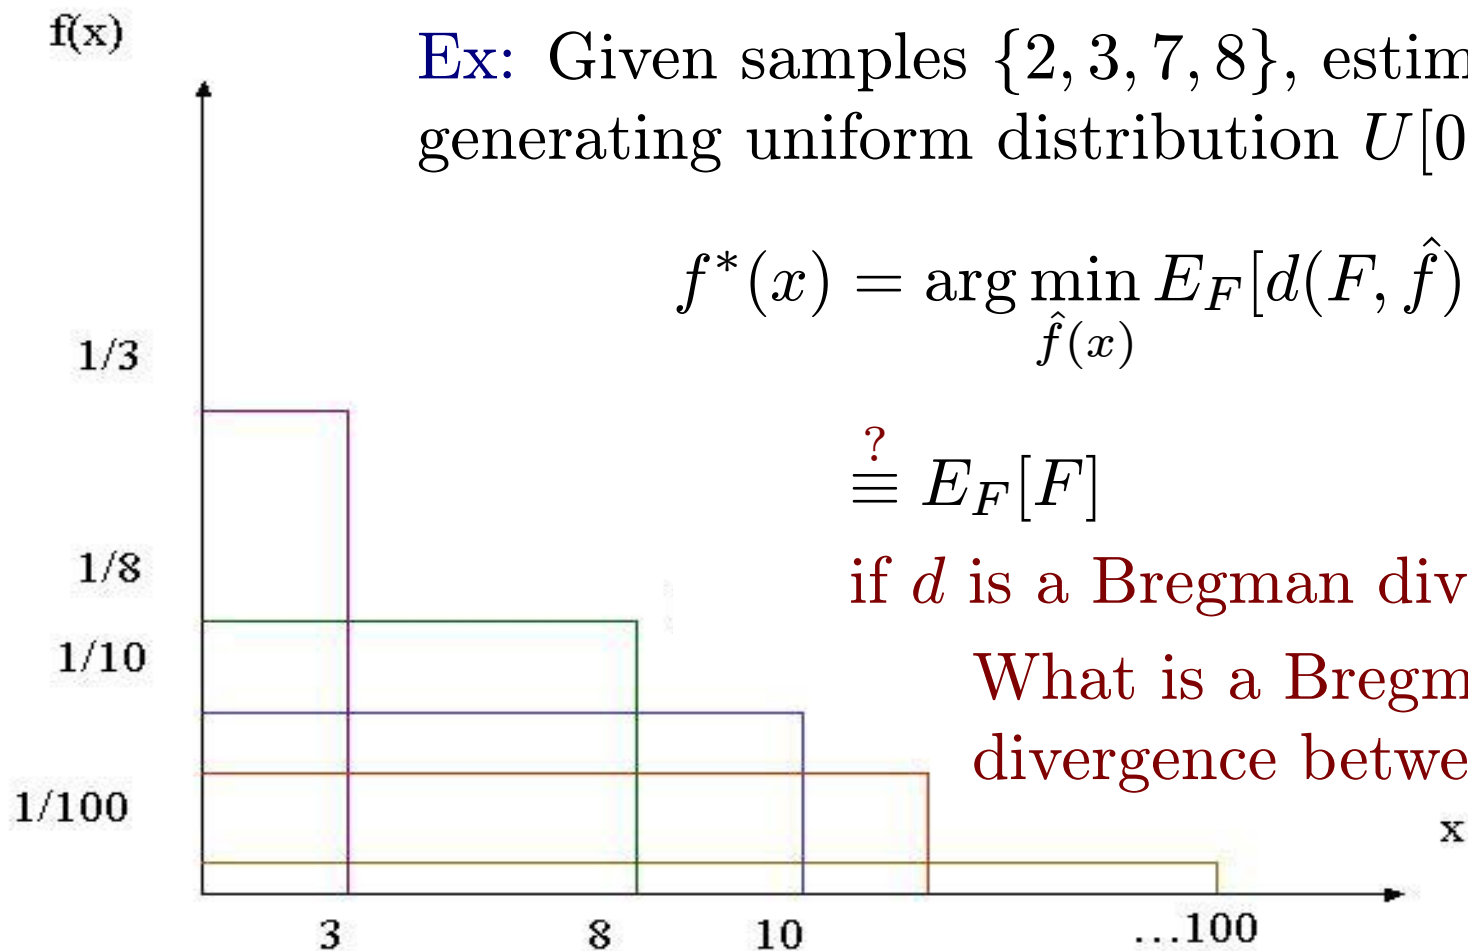 f(x)
Ex: Given samples {2, 3, 7, 8}, estim
generating uniform distribution U[0
f*(x) = arg min E_F[d(F, f̂)
f̂(x)
1/3
?
≡ E_F[F]
1/8
if d is a Bregman div
1/10
What is a Bregm
divergence betwe
1/100
x
3 8 10 ...100